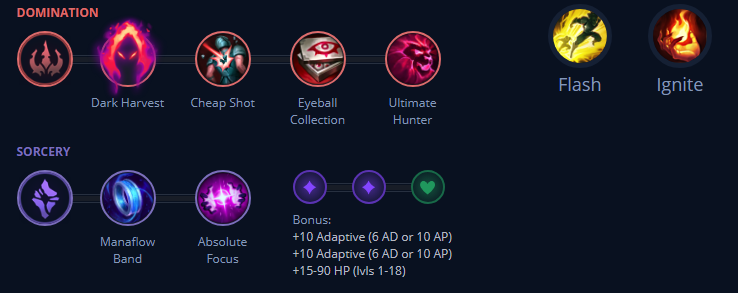 DOMINATION
Dark Harvest
Cheap Shot
Eyeball
Collection
Ultimate
Hunter
Flash
Ignite
SORCERY
Manaflow
Band
Absolute
Focus
Bonus:
+10 Adaptive (6 AD or 10 AP)
+10 Adaptive (6 AD or 10 AP)
+15-90 HP (lvls 1-18)